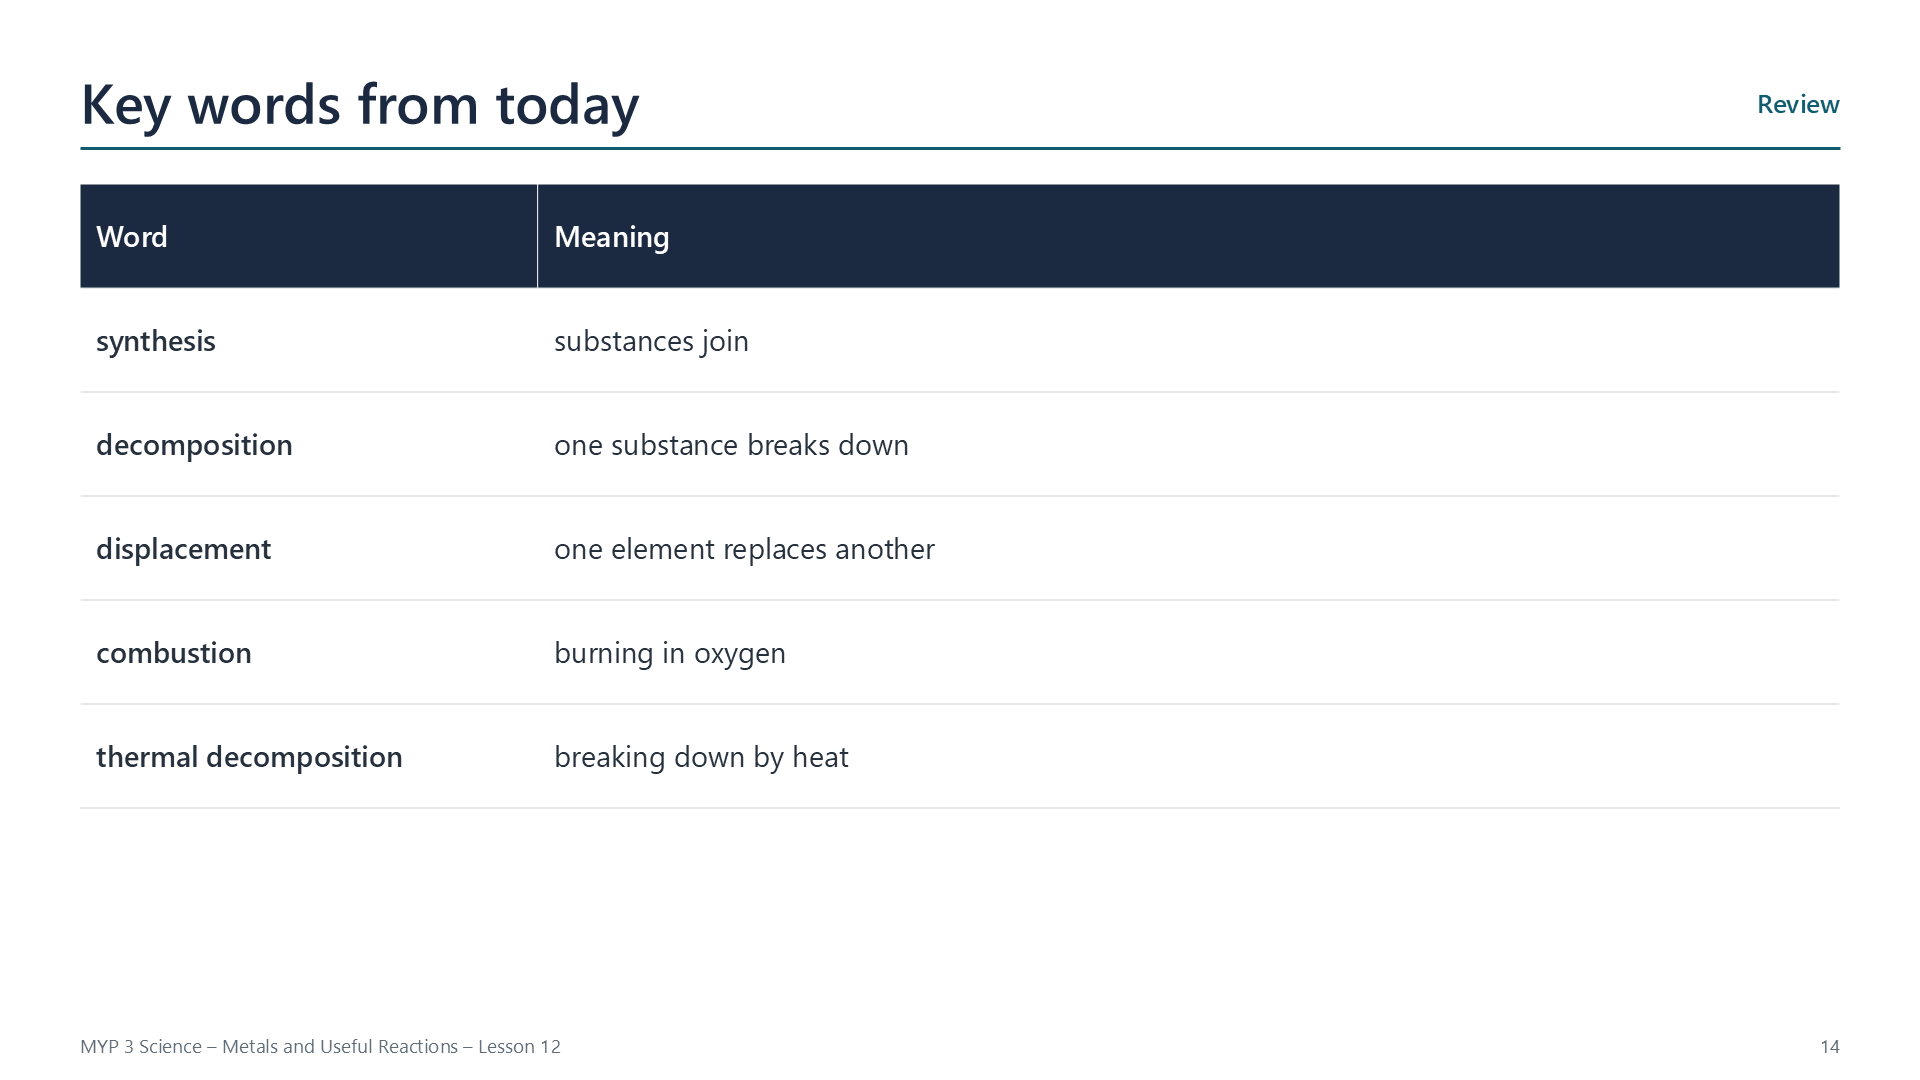 Key words from today
Review
Word Meaning
synthesis substances join
decomposition one substance breaks down
displacement one element replaces another
combustion burning in oxygen
thermal decomposition breaking down by heat
MYP 3 Science – Metals and Useful Reactions – Lesson 12
14